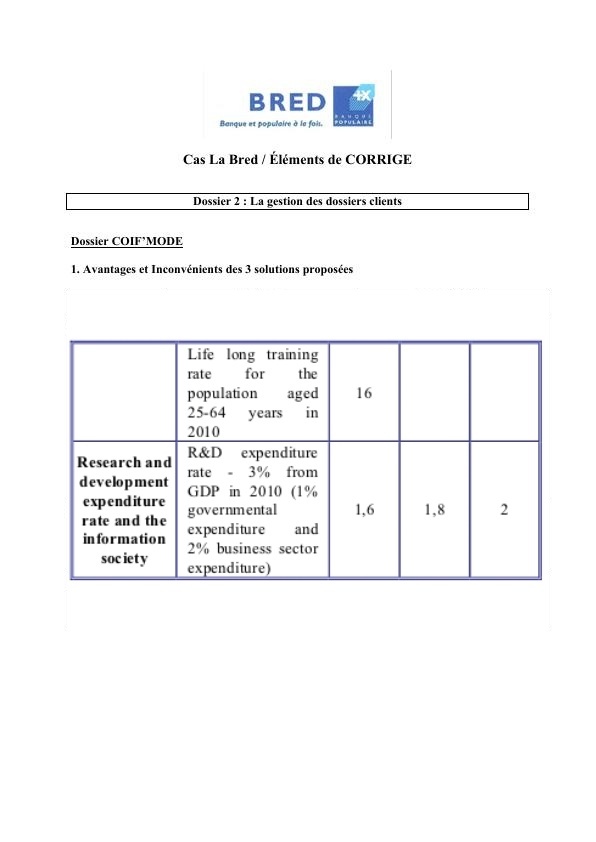 BRED
4X
Banque et populaire à la fois.
BANQUE
POPULAIRE
Cas La Bred / Éléments de CORRIGE
Dossier 2 : La gestion des dossiers clients
Dossier COIF’MODE
1. Avantages et Inconvénients des 3 solutions proposées
Life long training
rate for the
population aged
25-64 years in
2010
16
Research and
development
expenditure
rate and the
information
society
R&D expenditure
rate - 3% from
GDP in 2010 (1%
governmental
expenditure and
2% business sector
expenditure)
1,6
1,8
2